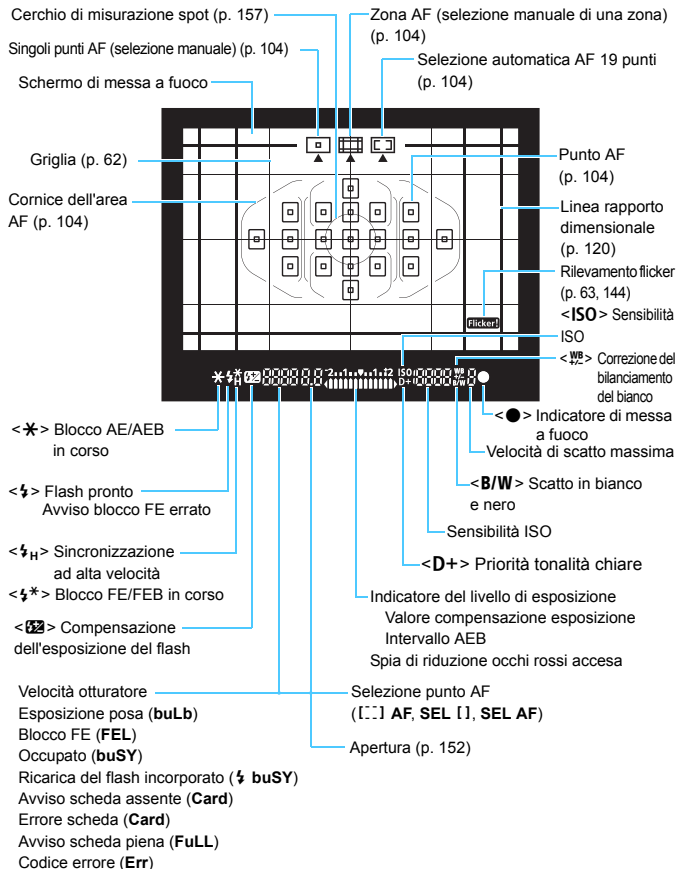 Cerchio di misurazione spot (p. 157)
Zona AF (selezione manuale di una zona)
(p. 104)
Singoli punti AF (selezione manuale) (p. 104)
Selezione automatica AF 19 punti
(p. 104)
Schermo di messa a fuoco
Griglia (p. 62)
Punto AF
(p. 104)
Cornice dell'area
AF (p. 104)
Linea rapporto
dimensionale
(p. 120)
Rilevamento flicker
(p. 63, 144)
Flicker!
<ISO> Sensibilità
ISO
<WB+/-> Correzione del
bilanciamento
del bianco
-2..1..▼..1.:2 ISO D+ WB+/- B/W
<●> Indicatore di messa
a fuoco
<✱> Blocco AE/AEB
in corso
Velocità di scatto massima
<⚡> Flash pronto
Avviso blocco FE errato
<B/W> Scatto in bianco
e nero
Sensibilità ISO
<⚡H> Sincronizzazione
ad alta velocità
<D+> Priorità tonalità chiare
<⚡*> Blocco FE/FEB in corso
Indicatore del livello di esposizione
Valore compensazione esposizione
Intervallo AEB
Spia di riduzione occhi rossi accesa
<⚡±> Compensazione
dell'esposizione del flash
Velocità otturatore
Esposizione posa (buLb)
Blocco FE (FEL)
Occupato (buSY)
Ricarica del flash incorporato (⚡ buSY)
Avviso scheda assente (Card)
Errore scheda (Card)
Avviso scheda piena (FuLL)
Codice errore (Err)
Selezione punto AF
([ ] AF, SEL [ ], SEL AF)
Apertura (p. 152)